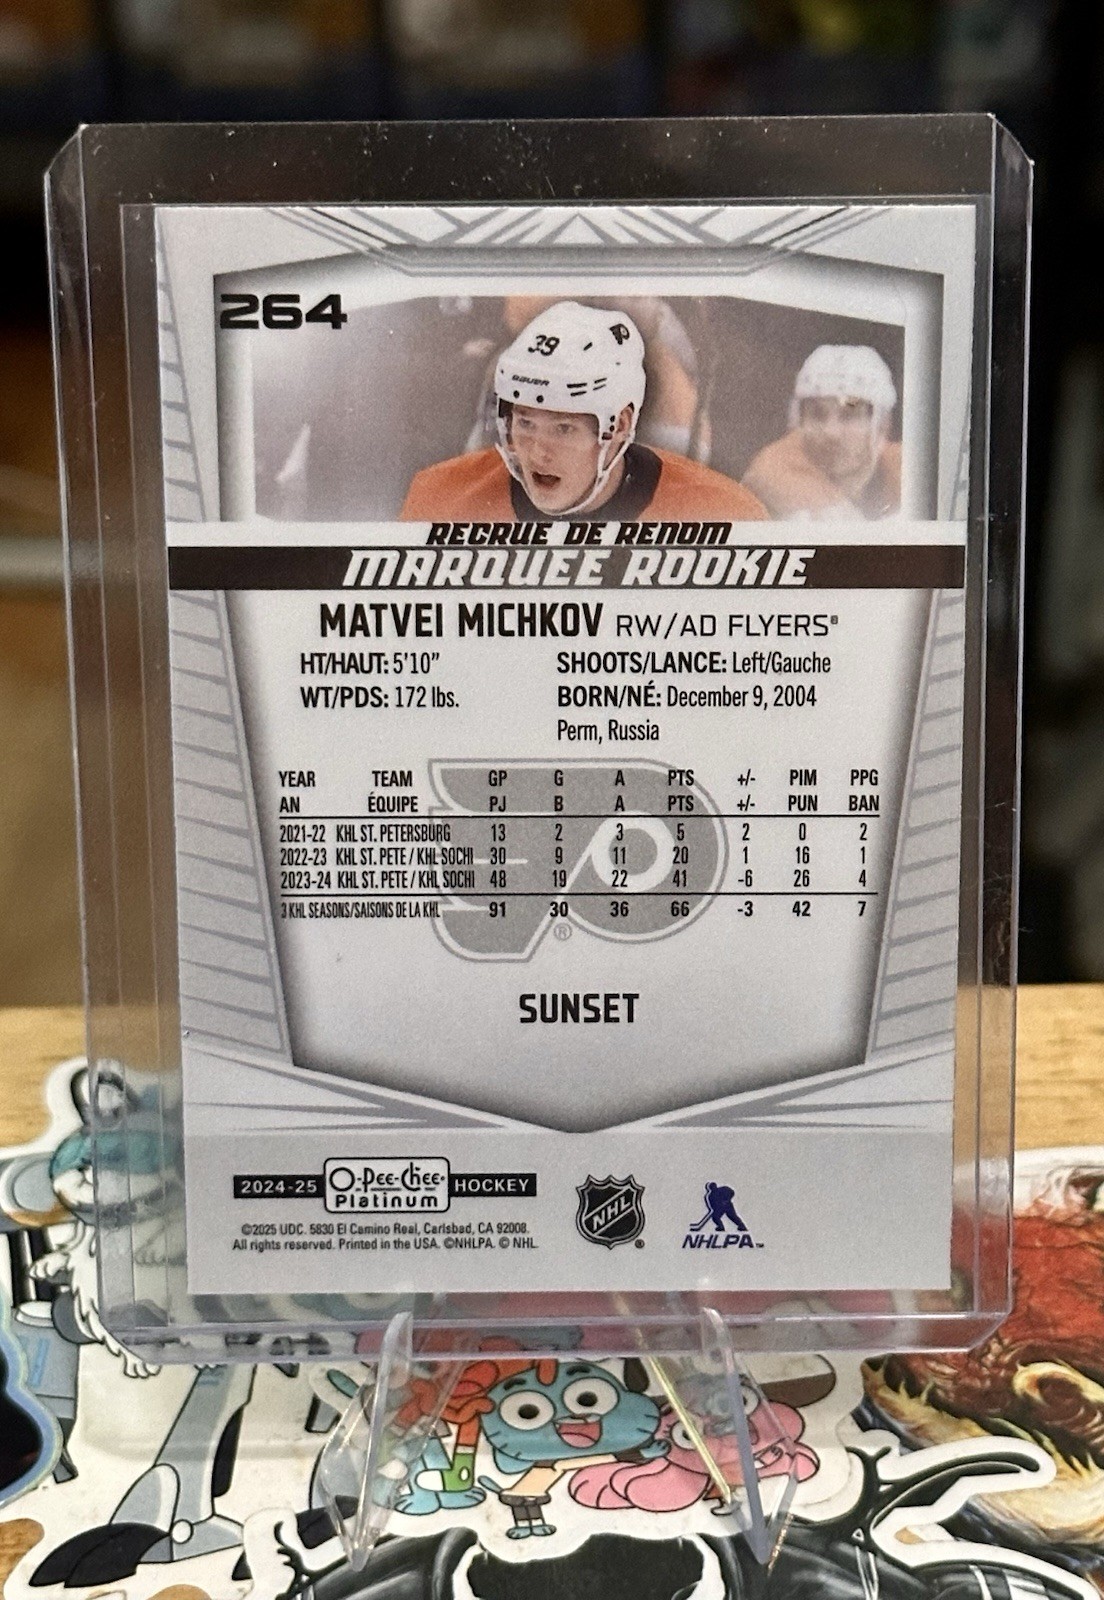 264
39
BAUER
RECRUE DE RENOM
MARQUEE ROOKIE
MATVEI MICHKOV RW/AD FLYERS®
HT/HAUT: 5'10" SHOOTS/LANCE: Left/Gauche
WT/PDS: 172 lbs. BORN/NÉ: December 9, 2004
Perm, Russia
YEAR TEAM GP G A PTS +/- PIM PPG
AN ÉQUIPE PJ B A PTS +/- PUN BAN
2021-22 KHL ST. PETERSBURG 13 2 3 5 2 0 2
2022-23 KHL ST. PETE / KHL SOCHI 30 9 11 20 1 16 1
2023-24 KHL ST. PETE / KHL SOCHI 48 19 22 41 -6 26 4
3 KHL SEASONS/SAISONS DE LA KHL 91 30 36 66 -3 42 7
®
SUNSET
2024-25 O-Pee-Chee Platinum HOCKEY
©2025 UDC. 5830 El Camino Real, Carlsbad, CA 92008.
All rights reserved. Printed in the USA. ©NHLPA. © NHL.
NHL ®
NHLPA™